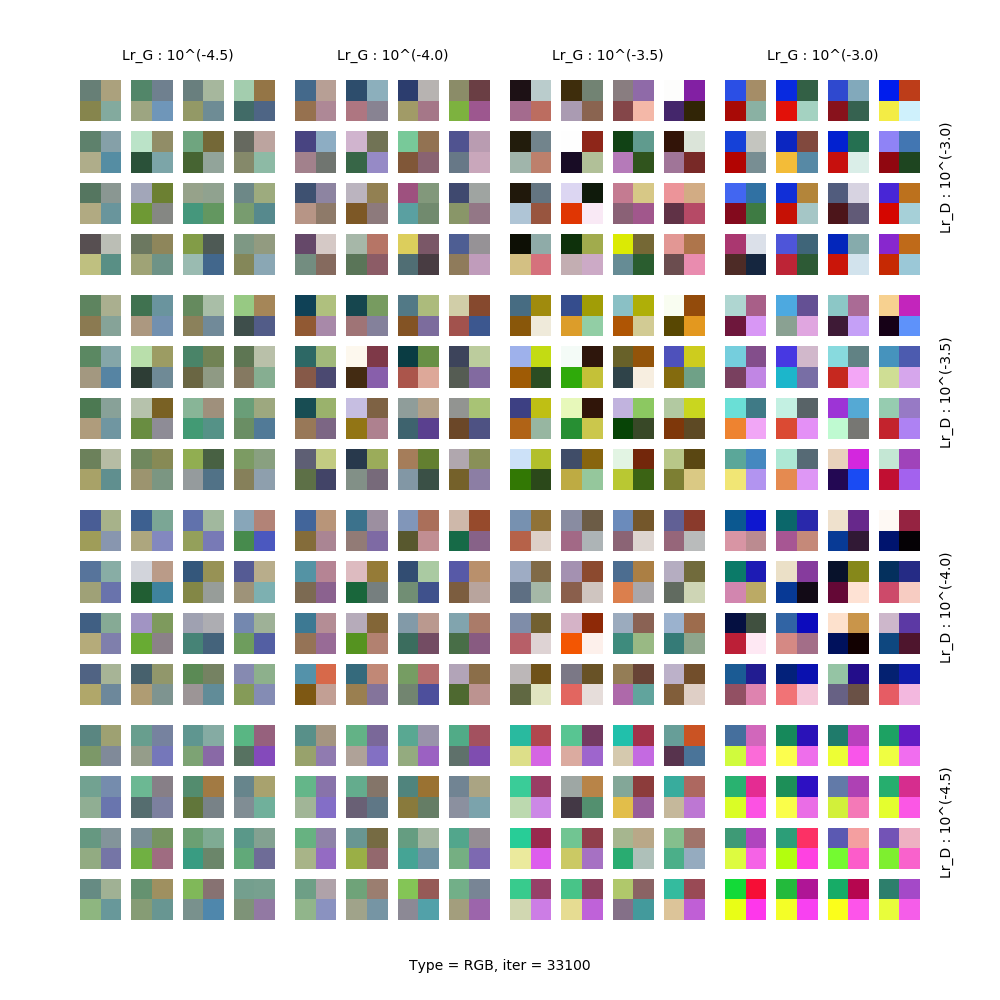 Lr_G : 10^(-4.5)
Lr_G : 10^(-4.0)
Lr_G : 10^(-3.5)
Lr_G : 10^(-3.0)
Lr_D : 10^(-3.0)
Lr_D : 10^(-3.5)
Lr_D : 10^(-4.0)
Lr_D : 10^(-4.5)
Type = RGB, iter = 33100